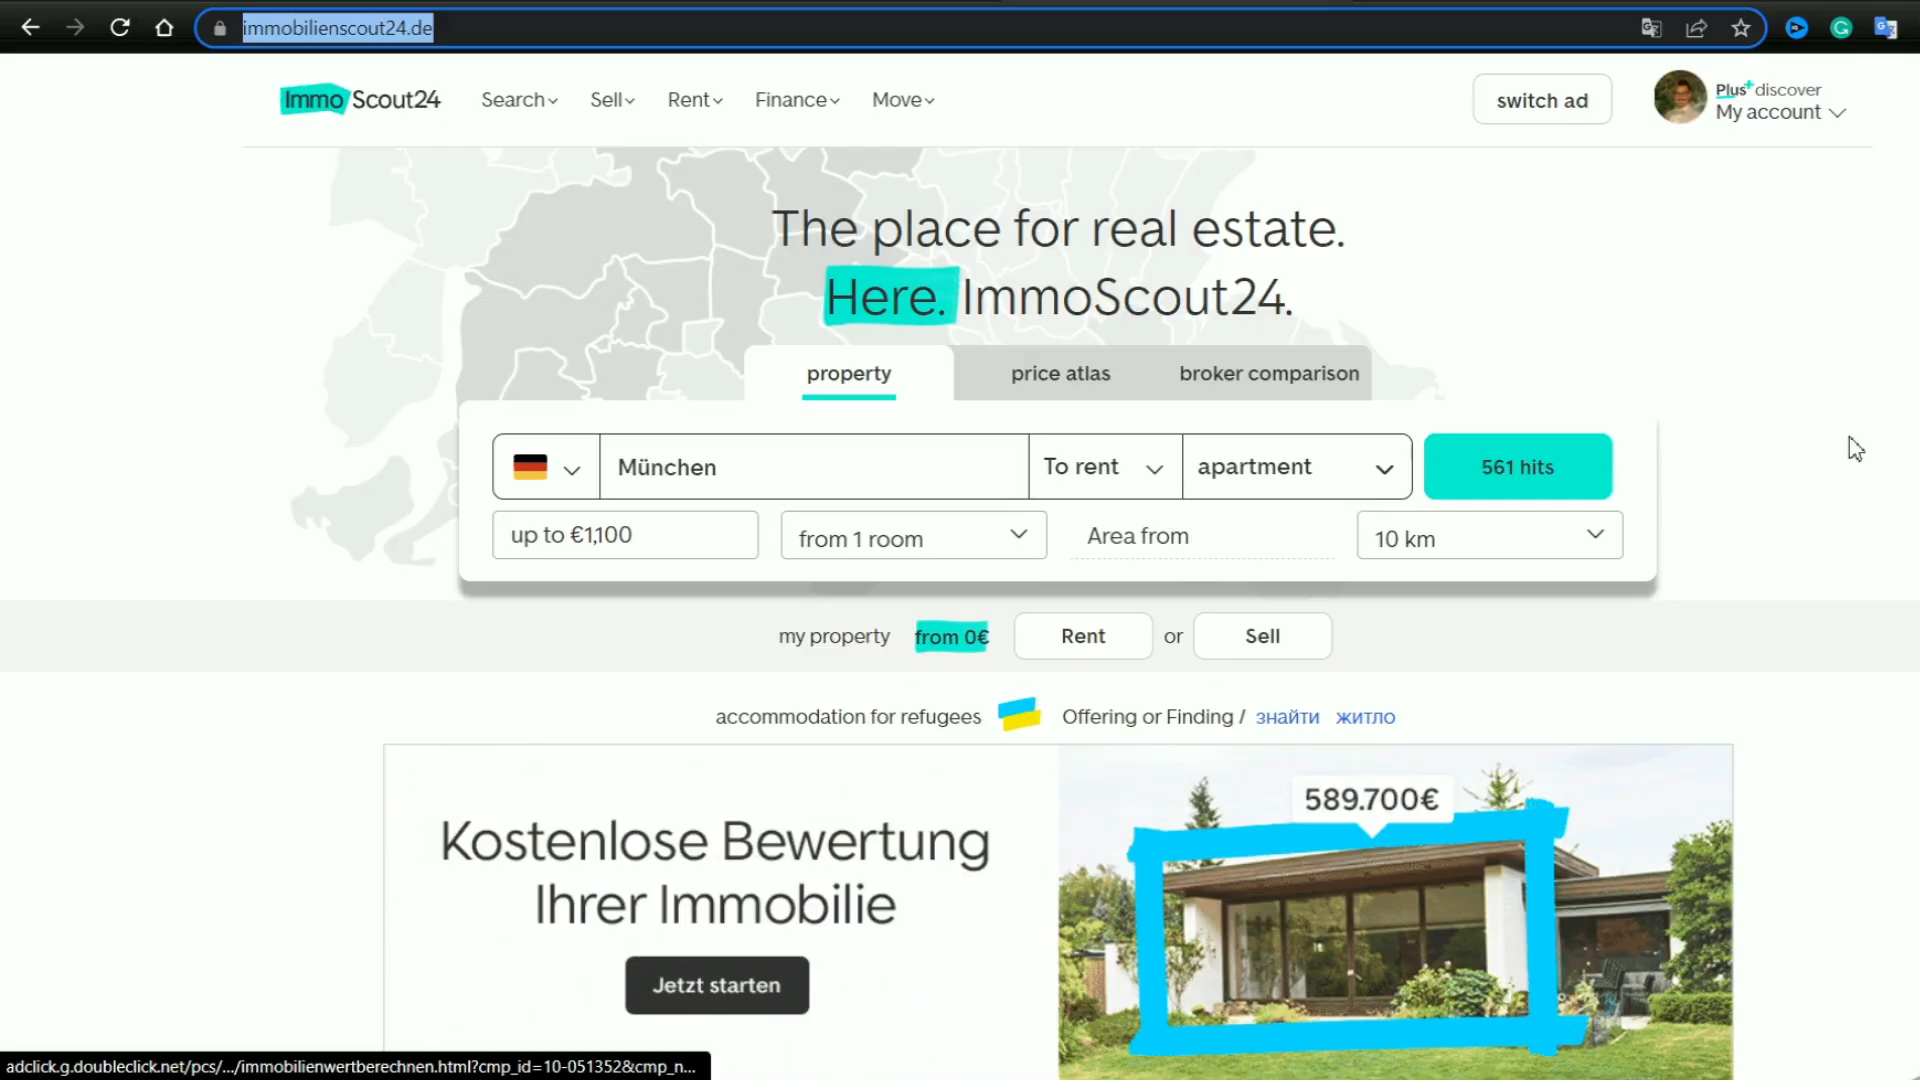 immobilienscout24.de
ImmoScout24
Search
Sell
Rent
Finance
Move
switch ad
Plus+ discover
My account
The place for real estate.
Here. ImmoScout24.
property
price atlas
broker comparison
München
To rent
apartment
561 hits
up to €1,100
from 1 room
Area from
10 km
my property
from 0€
Rent
or
Sell
accommodation for refugees
Offering or Finding / знайти житло
589.700€
Kostenlose Bewertung
Ihrer Immobilie
Jetzt starten
adclick.g.doubleclick.net/pcs/.../immobilienwertberechnen.html?cmp_id=10-051352&cmp_n...